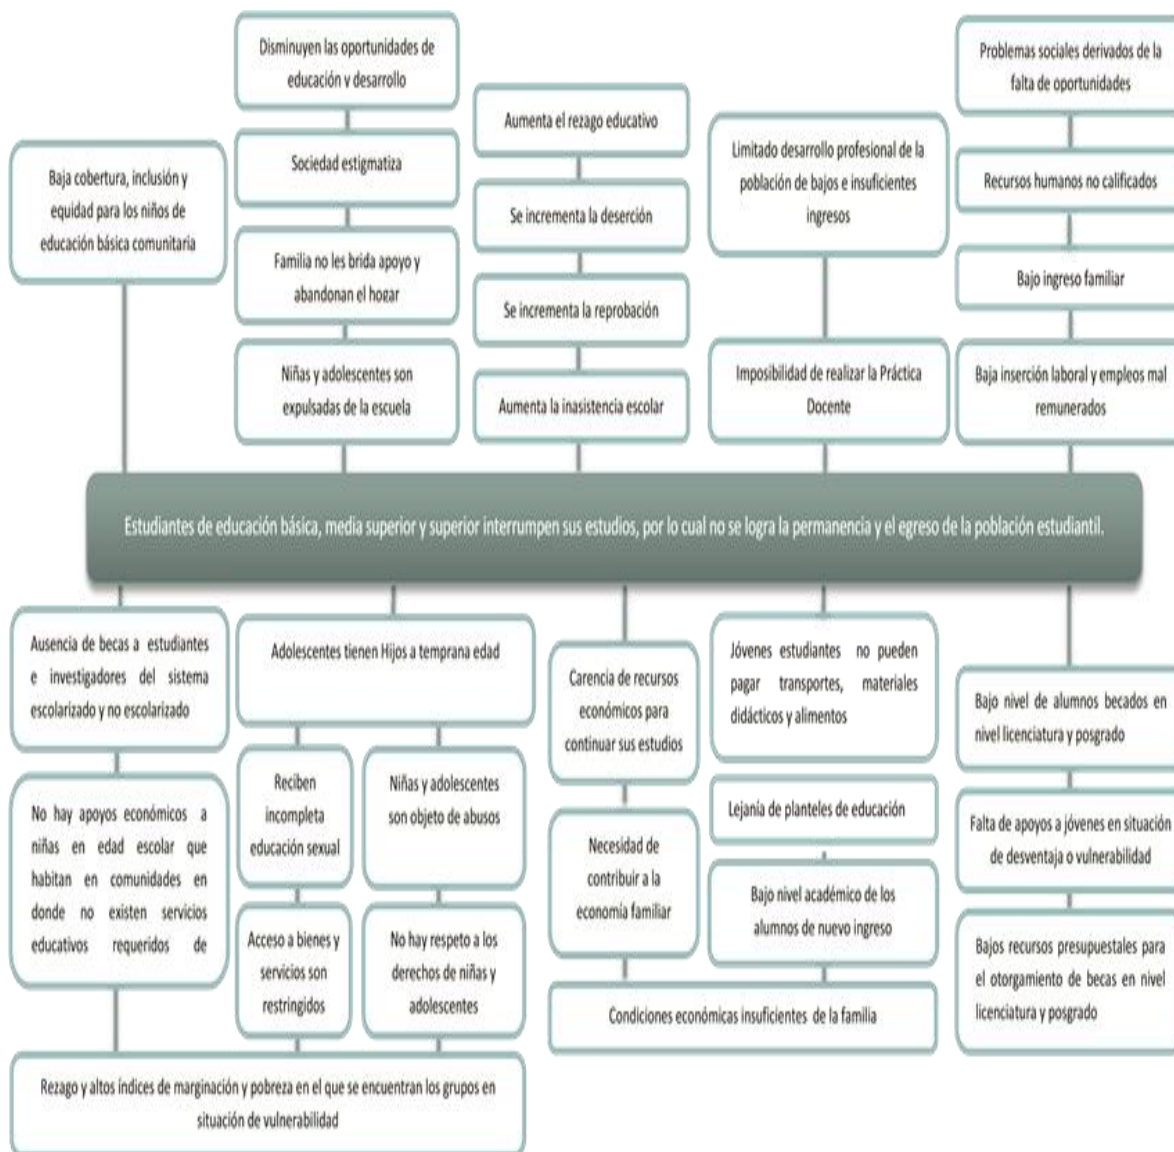 Disminuyen las oportunidades de
educación y desarrollo
Sociedad estigmatiza
Familia no les brida apoyo y
abandonan el hogar
Niñas y adolescentes son
expulsadas de la escuela
Baja cobertura, inclusión y
equidad para los niños de
educación básica comunitaria
Aumenta el rezago educativo
Se incrementa la deserción
Se incrementa la reprobación
Aumenta la inasistencia escolar
Limitado desarrollo profesional de la
población de bajos e insuficientes
ingresos
Imposibilidad de realizar la Práctica
Docente
Problemas sociales derivados de la
falta de oportunidades
Recursos humanos no calificados
Bajo ingreso familiar
Baja inserción laboral y empleos mal
remunerados
Estudiantes de educación básica, media superior y superior interrumpen sus estudios, por lo cual no se logra la permanencia y el egreso de la población estudiantil.
Ausencia de becas a estudiantes
e investigadores del sistema
escolarizado y no escolarizado
No hay apoyos económicos a
niñas en edad escolar que
habitan en comunidades en
donde no existen servicios
educativos requeridos de
Adolescentes tienen Hijos a temprana edad
Reciben
incompleta
educación sexual
Acceso a bienes y
servicios son
restringidos
Niñas y adolescentes
son objeto de abusos
No hay respeto a los
derechos de niñas y
adolescentes
Rezago y altos índices de marginación y pobreza en el que se encuentran los grupos en
situación de vulnerabilidad
Carencia de recursos
económicos para
continuar sus estudios
Necesidad de
contribuir a la
economía familiar
Jóvenes estudiantes no pueden
pagar transportes, materiales
didácticos y alimentos
Lejanía de planteles de educación
Bajo nivel académico de los
alumnos de nuevo ingreso
Condiciones económicas insuficientes de la familia
Bajo nivel de alumnos becados en
nivel licenciatura y posgrado
Falta de apoyos a jóvenes en situación
de desventaja o vulnerabilidad
Bajos recursos presupuestales para
el otorgamiento de becas en nivel
licenciatura y posgrado